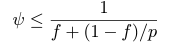 ψ ≤ 1 / (f + (1 − f)/p)